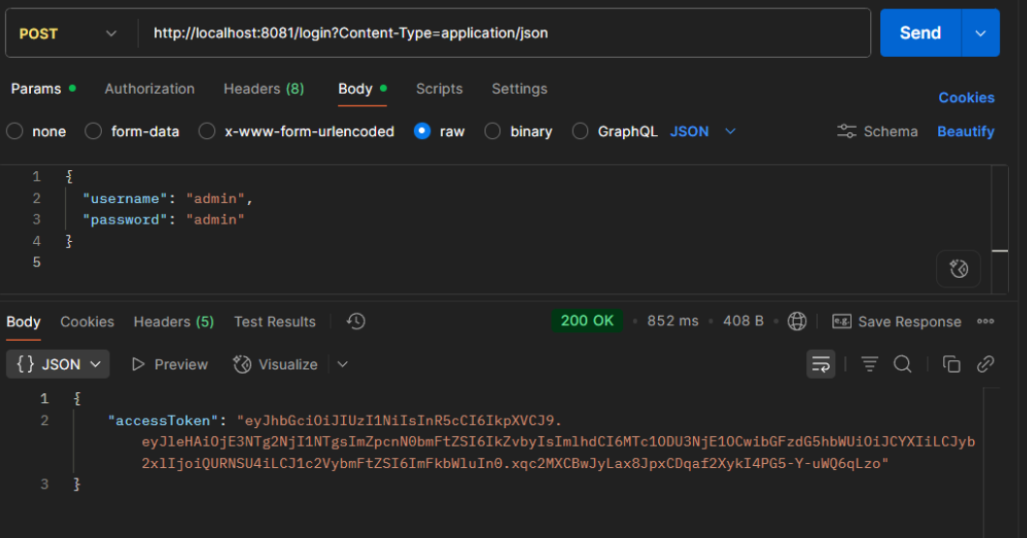 POST http://localhost:8081/login?Content-Type=application/json Send
Params Authorization Headers (8) Body Scripts Settings Cookies
none form-data x-www-form-urlencoded raw binary GraphQL JSON Schema Beautify
1 {
2 "username": "admin",
3 "password": "admin"
4 }
5
Body Cookies Headers (5) Test Results 200 OK • 852 ms • 408 B • e.g. Save Response
{} JSON Preview Visualize
1 {
2 "accessToken": "eyJhbGciOiJIUzI1NiIsInR5cCI6IkpXVCJ9.
eyJleHAiOjE3NTg2NjI1NTgsImZpcnN0bmFtZSI6IkZvbyIsImlhdCI6MTc1ODU3NjE1OCwibGFzdG5hbWUiOiJCYXIiLCJyb
2xlIjoiQURNSU4iLCJ1c2VybmFtZSI6ImFkbWluIn0.xqc2MXCBwJyLax8JpxCDqaf2XykI4PG5-Y-uWQ6qLzo"
3 }